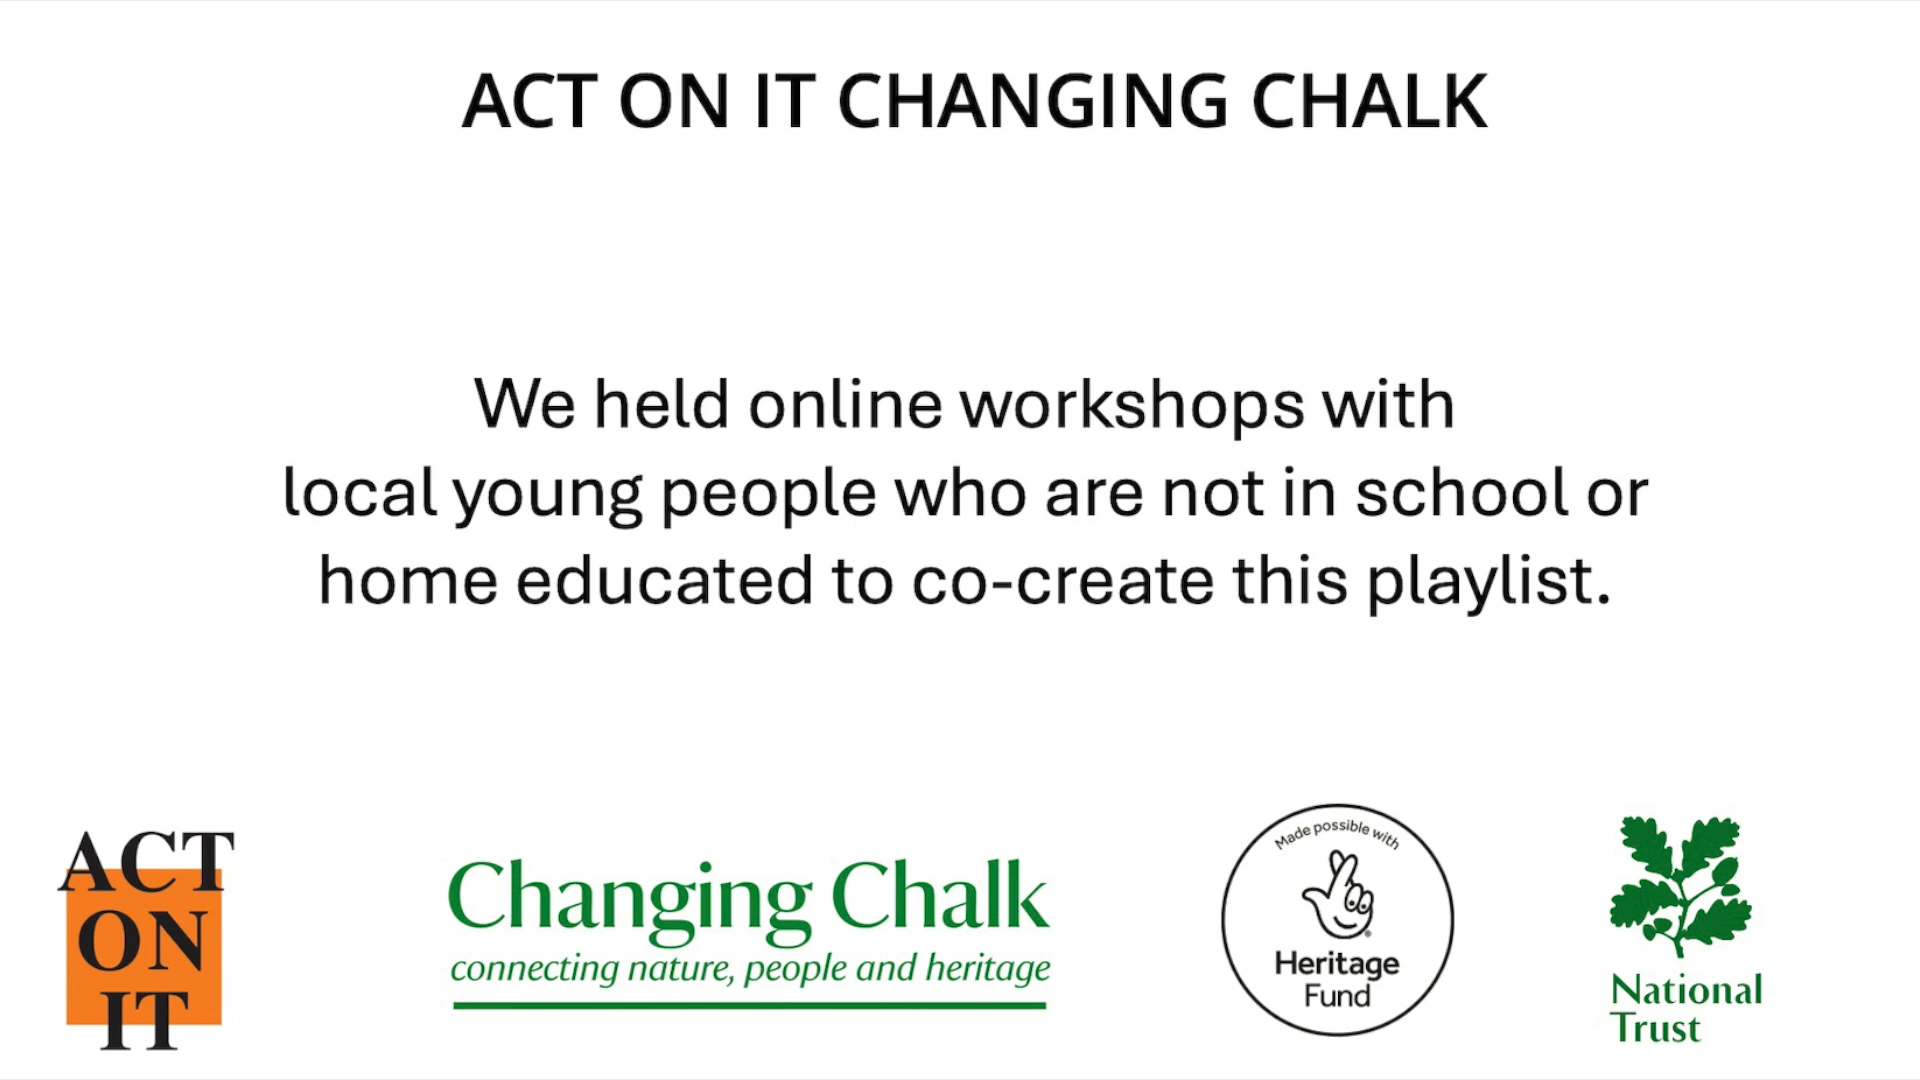 ACT ON IT CHANGING CHALK
We held online workshops with
local young people who are not in school or
home educated to co-create this playlist.
ACT
ON
IT
Changing Chalk
connecting nature, people and heritage
Made possible with
Heritage
Fund
National
Trust